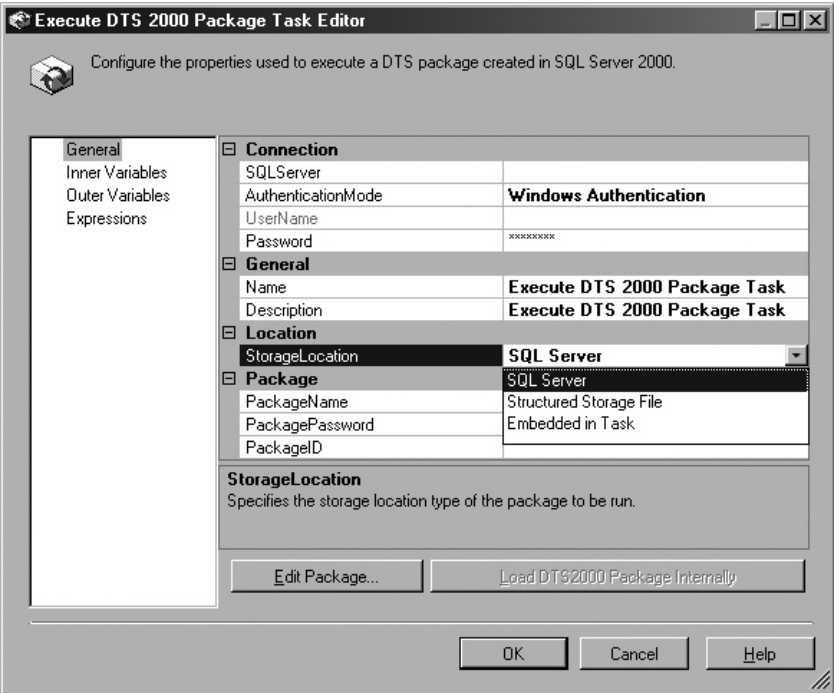 Execute DTS 2000 Package Task Editor
Configure the properties used to execute a DTS package created in SQL Server 2000.
General
Inner Variables
Outer Variables
Expressions
Connection
SQLServer
AuthenticationMode Windows Authentication
UserName
Password ********
General
Name Execute DTS 2000 Package Task
Description Execute DTS 2000 Package Task
Location
StorageLocation SQL Server
SQL Server
Structured Storage File
Embedded in Task
Package
PackageName
PackagePassword
PackageID
StorageLocation
Specifies the storage location type of the package to be run.
Edit Package... Load DTS2000 Package Internally
OK Cancel Help